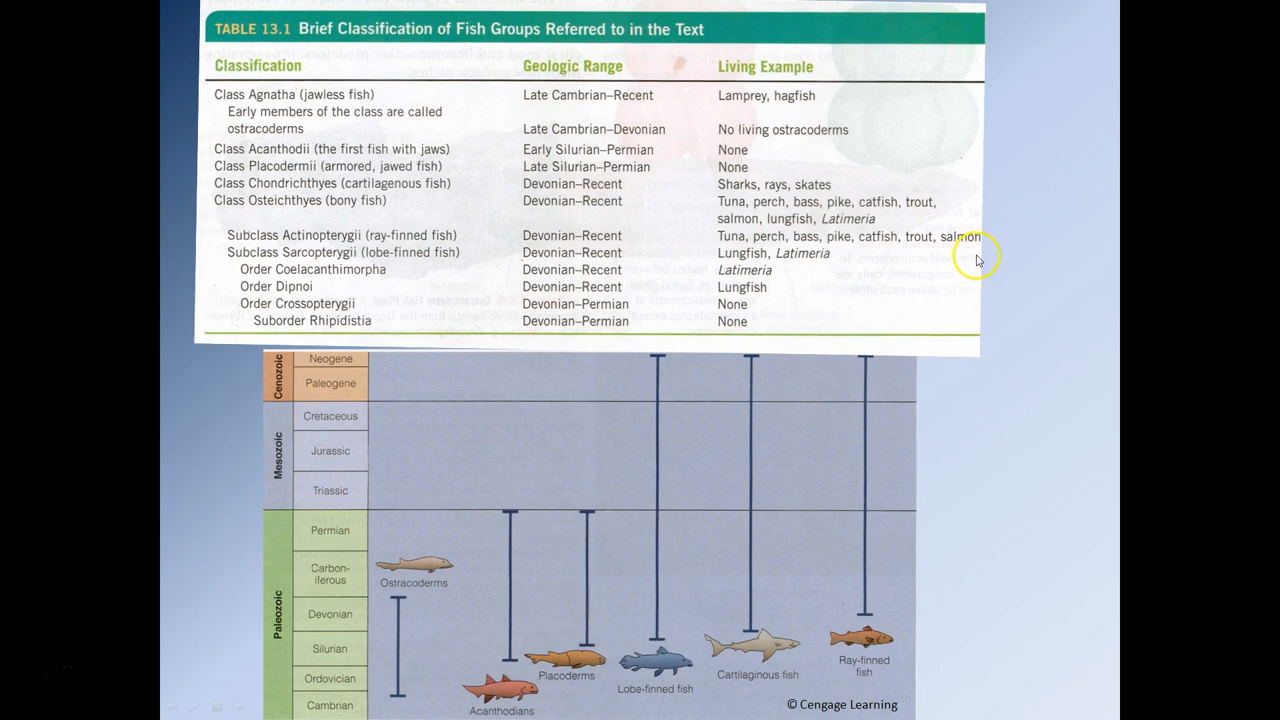 TABLE 13.1 Brief Classification of Fish Groups Referred to in the Text
Classification Geologic Range Living Example
Class Agnatha (jawless fish) Late Cambrian–Recent Lamprey, hagfish
Early members of the class are called
ostracoderms Late Cambrian–Devonian No living ostracoderms
Class Acanthodii (the first fish with jaws) Early Silurian–Permian None
Class Placodermii (armored, jawed fish) Late Silurian–Permian None
Class Chondrichthyes (cartilagenous fish) Devonian–Recent Sharks, rays, skates
Class Osteichthyes (bony fish) Devonian–Recent Tuna, perch, bass, pike, catfish, trout,
salmon, lungfish, Latimeria
Subclass Actinopterygii (ray-finned fish) Devonian–Recent Tuna, perch, bass, pike, catfish, trout, salmon
Subclass Sarcopterygii (lobe-finned fish) Devonian–Recent Lungfish, Latimeria
Order Coelacanthimorpha Devonian–Recent Latimeria
Order Dipnoi Devonian–Recent Lungfish
Order Crossopterygii Devonian–Permian None
Suborder Rhipidistia Devonian–Permian None
Cenozoic
Neogene
Paleogene
Mesozoic
Cretaceous
Jurassic
Triassic
Paleozoic
Permian
Carbon-
iferous
Devonian
Silurian
Ordovician
Cambrian
Ostracoderms
Acanthodians
Placoderms
Lobe-finned fish
Cartilaginous fish
Ray-finned
fish
© Cengage Learning